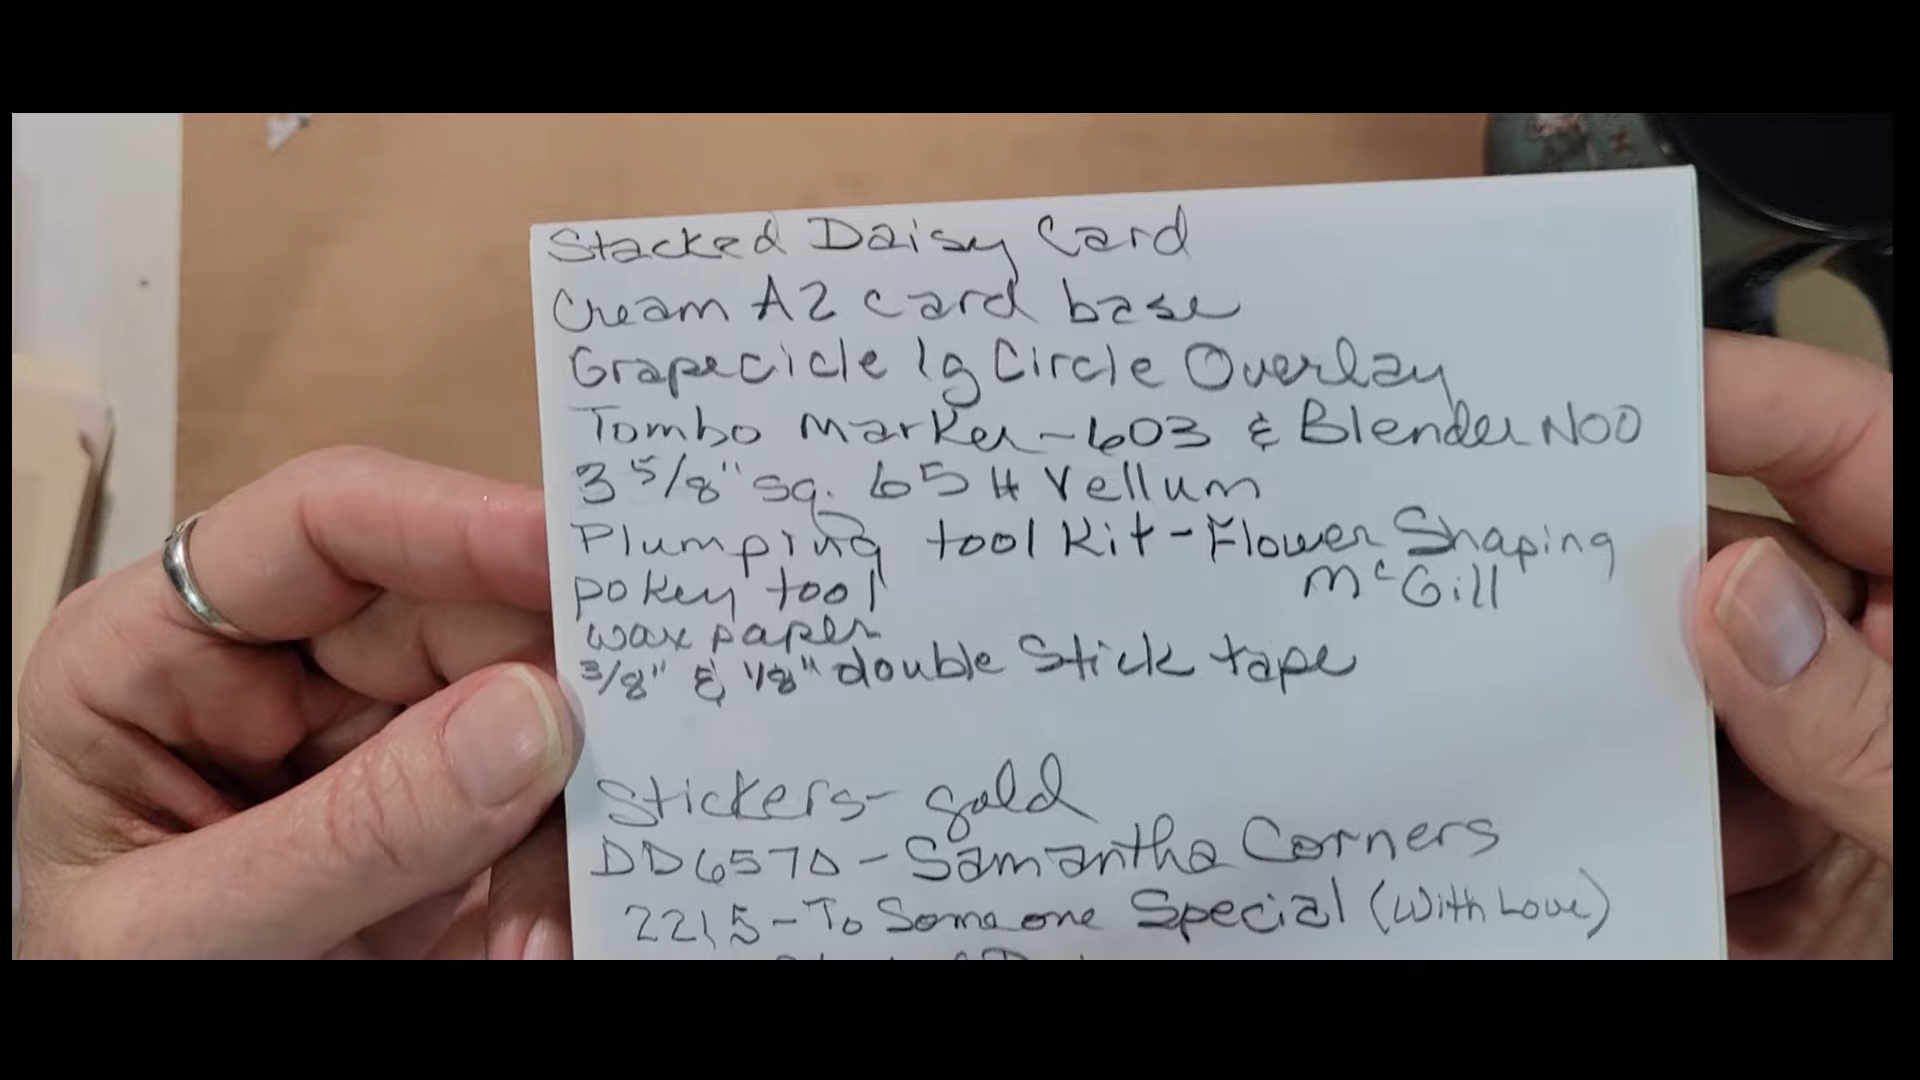 Stacked Daisy Card
Cream A2 card base
Grapecicle lg Circle Overlay
Tombo Marker - 603 & Blender N00
3 5/8" sq. 65# Vellum
Plumping tool Kit - Flower Shaping
McGill
pokey tool
wax paper
3/8" & 1/8" double Stick tape
Stickers - gold
DD6570 - Samantha Corners
2215 - To Someone Special (With Love)